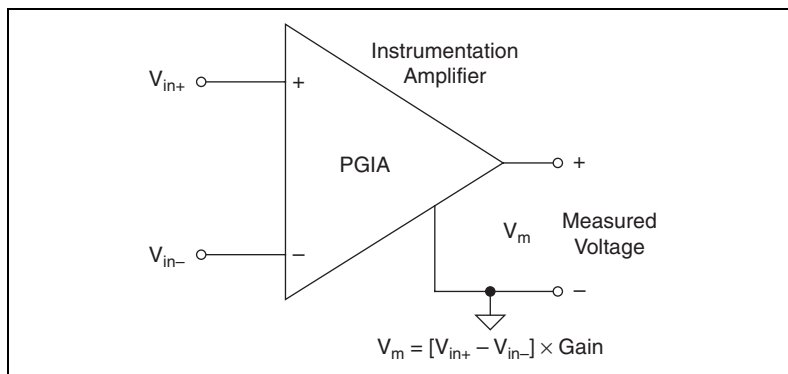 Instrumentation
Amplifier
V_in+
+
PGIA
+
V_m
Measured
Voltage
V_in–
–
–
V_m = [V_in+ – V_in–] × Gain